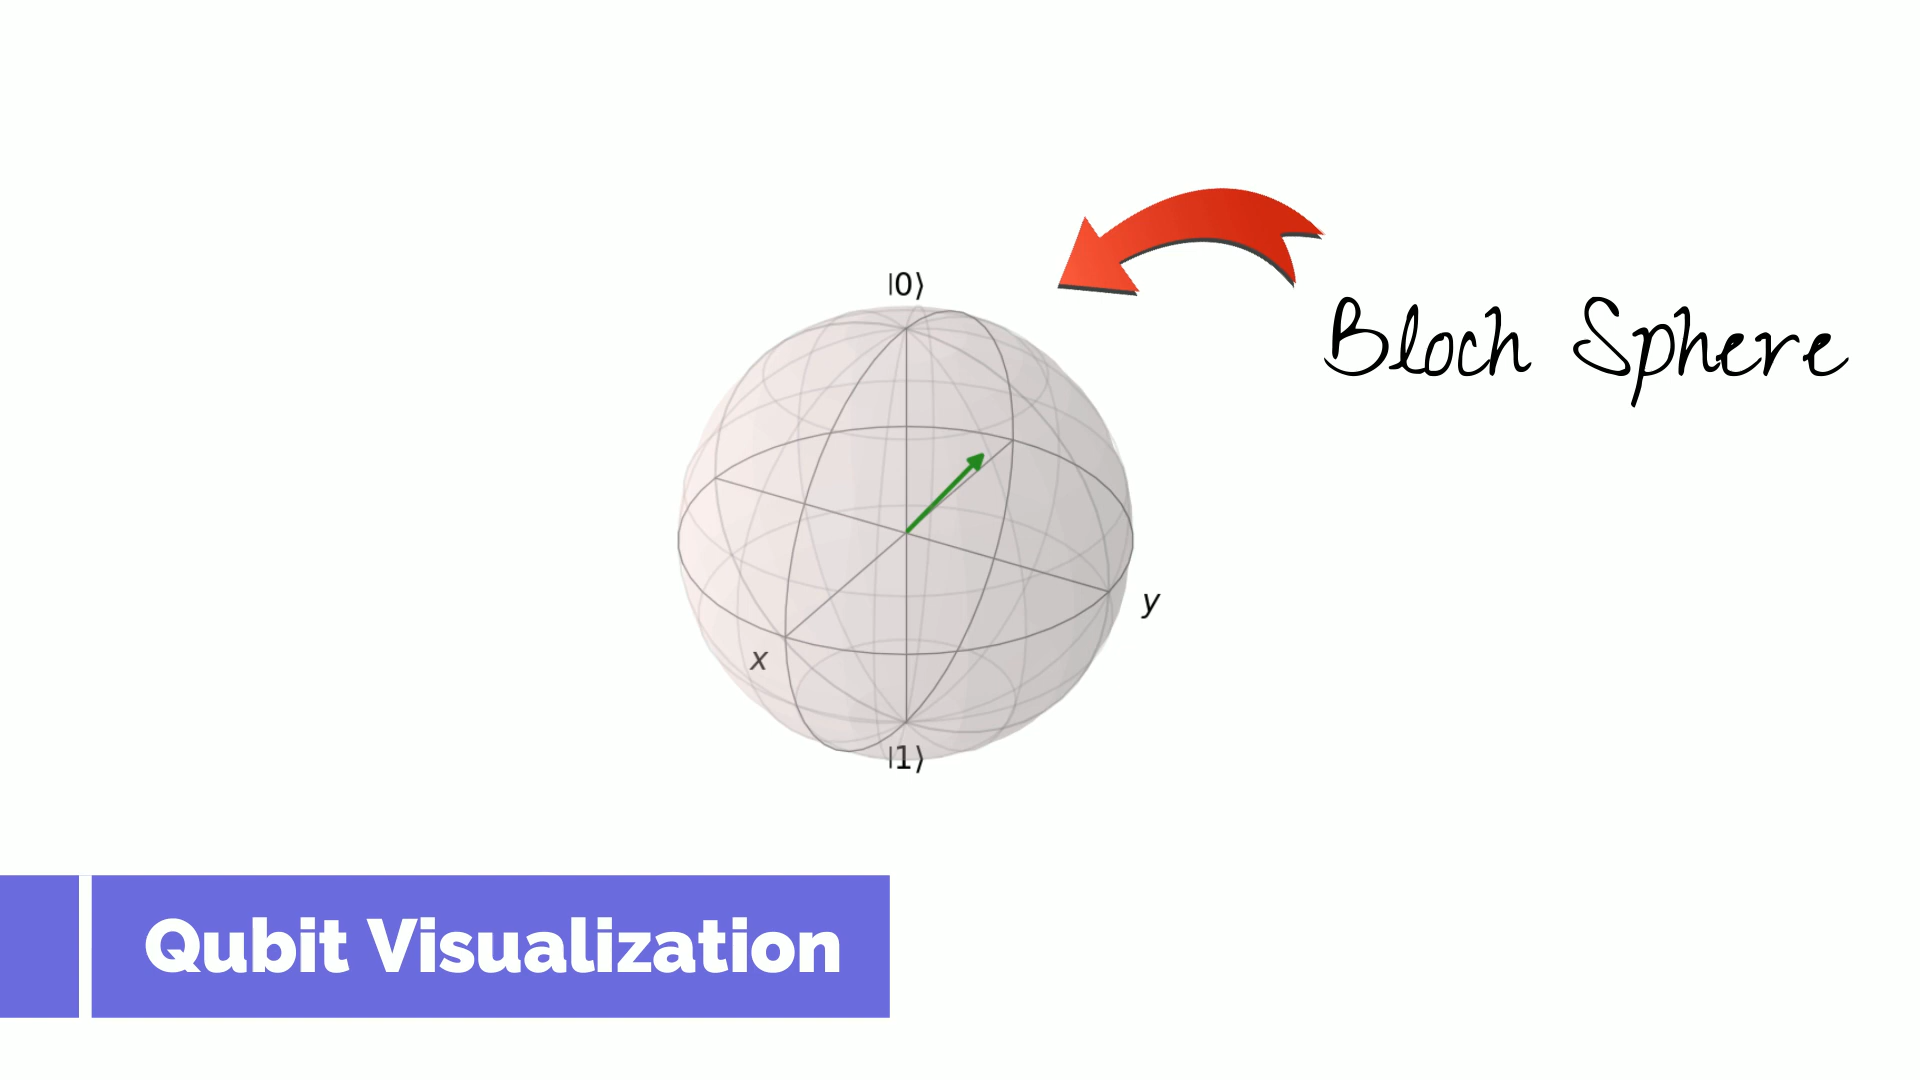 |0⟩
Bloch Sphere
y
x
|1⟩
Qubit Visualization